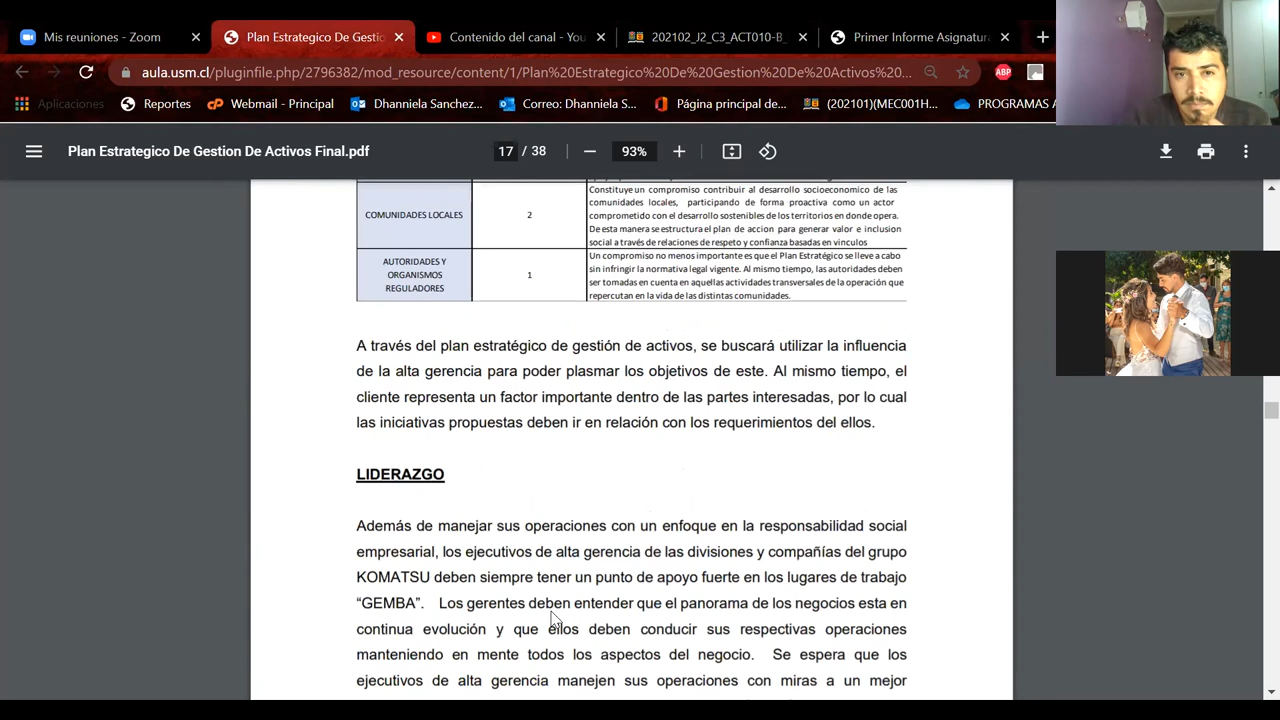 Mis reuniones - Zoom
Plan Estrategico De Gestio
Contenido del canal - You
202102_J2_C3_ACT010-B_
Primer Informe Asignatura
aula.usm.cl/pluginfile.php/2796382/mod_resource/content/1/Plan%20Estrategico%20De%20Gestion%20De%20Activos%20...
ABP
Aplicaciones
Reportes
Webmail - Principal
Dhanniela Sanchez...
Correo: Dhanniela S...
Página principal de...
(202101)(MEC001H...
PROGRAMAS A
Plan Estrategico De Gestion De Activos Final.pdf
17 / 38
93%
COMUNIDADES LOCALES
2
Constituye un compromiso contribuir al desarrollo socioeconomico de las
comunidades locales, participando de forma proactiva como un actor
comprometido con el desarrollo sostenibles de los territorios en donde opera.
De esta manera se estructura el plan de accion para generar valor e inclusion
social a través de relaciones de respeto y confianza basadas en vinculos
AUTORIDADES Y
ORGANISMOS
REGULADORES
1
Un compromiso no menos importante es que el Plan Estratégico se lleve a cabo
sin infringir la normativa legal vigente. Al mismo tiempo, las autoridades deben
ser tomadas en cuenta en aquellas actividades transversales de la operación que
repercutan en la vida de las distintas comunidades.
A través del plan estratégico de gestión de activos, se buscará utilizar la influencia
de la alta gerencia para poder plasmar los objetivos de este. Al mismo tiempo, el
cliente representa un factor importante dentro de las partes interesadas, por lo cual
las iniciativas propuestas deben ir en relación con los requerimientos del ellos.
LIDERAZGO
Además de manejar sus operaciones con un enfoque en la responsabilidad social
empresarial, los ejecutivos de alta gerencia de las divisiones y compañías del grupo
KOMATSU deben siempre tener un punto de apoyo fuerte en los lugares de trabajo
“GEMBA”. Los gerentes deben entender que el panorama de los negocios esta en
continua evolución y que ellos deben conducir sus respectivas operaciones
manteniendo en mente todos los aspectos del negocio. Se espera que los
ejecutivos de alta gerencia manejen sus operaciones con miras a un mejor